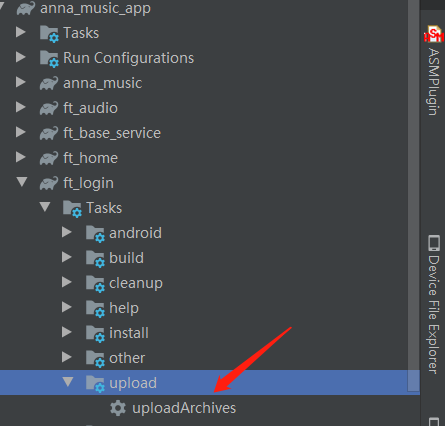 anna_music_app
Tasks
Run Configurations
anna_music
ft_audio
ft_base_service
ft_home
ft_login
Tasks
android
build
cleanup
help
install
other
upload
uploadArchives
ASMPlugin
Device File Explorer